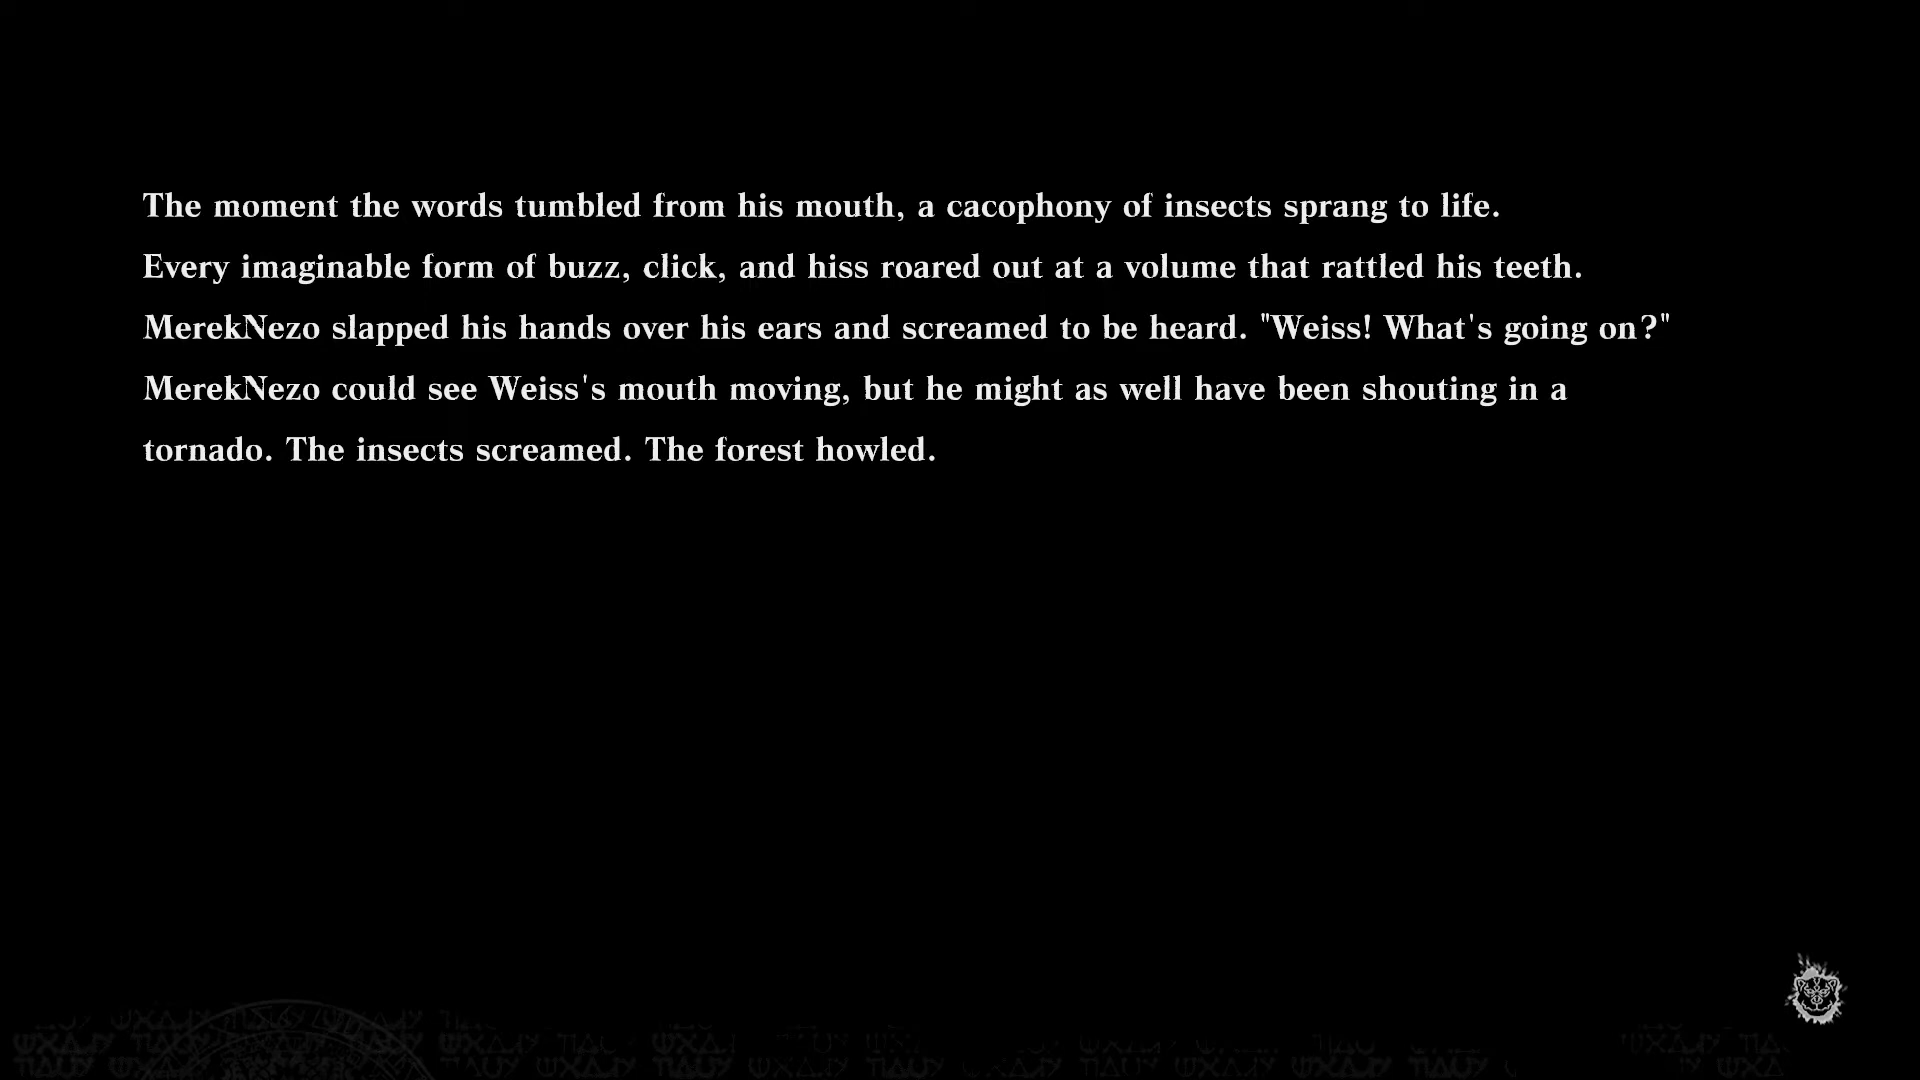 The moment the words tumbled from his mouth, a cacophony of insects sprang to life.
Every imaginable form of buzz, click, and hiss roared out at a volume that rattled his teeth.
MerekNezo slapped his hands over his ears and screamed to be heard. "Weiss! What's going on?"
MerekNezo could see Weiss's mouth moving, but he might as well have been shouting in a
tornado. The insects screamed. The forest howled.